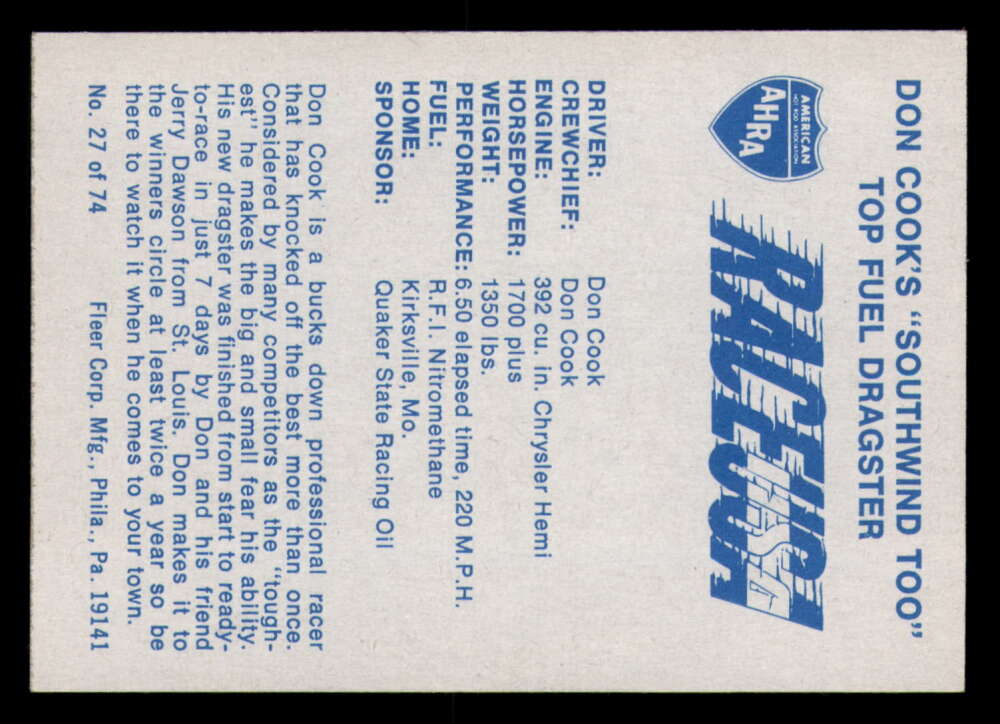 DON COOK'S “SOUTHWIND TOO”
TOP FUEL DRAGSTER
AMERICAN
HOT ROD ASSOCIATION
AHRA
RACE USA
DRIVER: Don Cook
CREWCHIEF: Don Cook
ENGINE: 392 cu. in. Chrysler Hemi
HORSEPOWER: 1700 plus
WEIGHT: 1350 lbs.
PERFORMANCE: 6.50 elapsed time, 220 M.P.H.
FUEL: R.F.I. Nitromethane
HOME: Kirksville, Mo.
SPONSOR: Quaker State Racing Oil
Don Cook is a bucks down professional racer
that has knocked off the best more than once.
Considered by many competitors as the "tough-
est" he makes the big and small fear his ability.
His new dragster was finished from start to ready-
to-race in just 7 days by Don and his friend
Jerry Dawson from St. Louis. Don makes it to
the winners circle at least twice a year so be
there to watch it when he comes to your town.
No. 27 of 74 Fleer Corp. Mfg., Phila., Pa. 19141